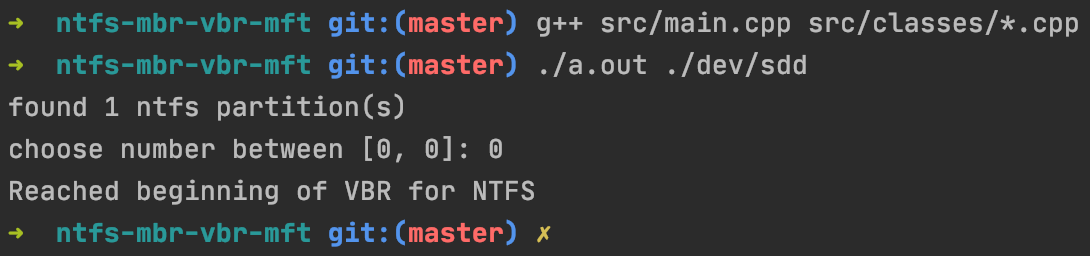 ➜  ntfs-mbr-vbr-mft git:(master) g++ src/main.cpp src/classes/*.cpp
➜  ntfs-mbr-vbr-mft git:(master) ./a.out ./dev/sdd
found 1 ntfs partition(s)
choose number between [0, 0]: 0
Reached beginning of VBR for NTFS
➜  ntfs-mbr-vbr-mft git:(master) ✗